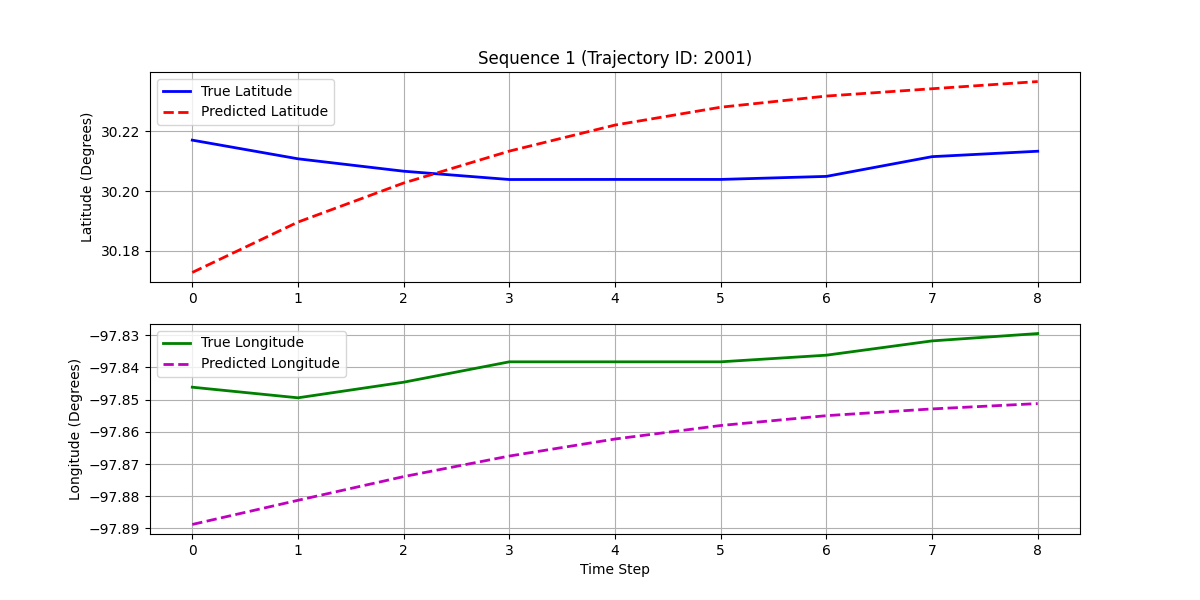 Sequence 1 (Trajectory ID: 2001)
True Latitude
Predicted Latitude
Latitude (Degrees)
30.22
30.20
30.18
0 1 2 3 4 5 6 7 8
True Longitude
Predicted Longitude
Longitude (Degrees)
−97.83
−97.84
−97.85
−97.86
−97.87
−97.88
−97.89
0 1 2 3 4 5 6 7 8
Time Step